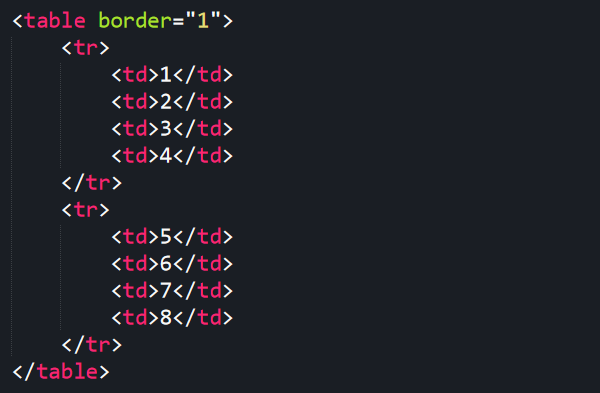 <table border="1">
    <tr>
        <td>1</td>
        <td>2</td>
        <td>3</td>
        <td>4</td>
    </tr>
    <tr>
        <td>5</td>
        <td>6</td>
        <td>7</td>
        <td>8</td>
    </tr>
</table>